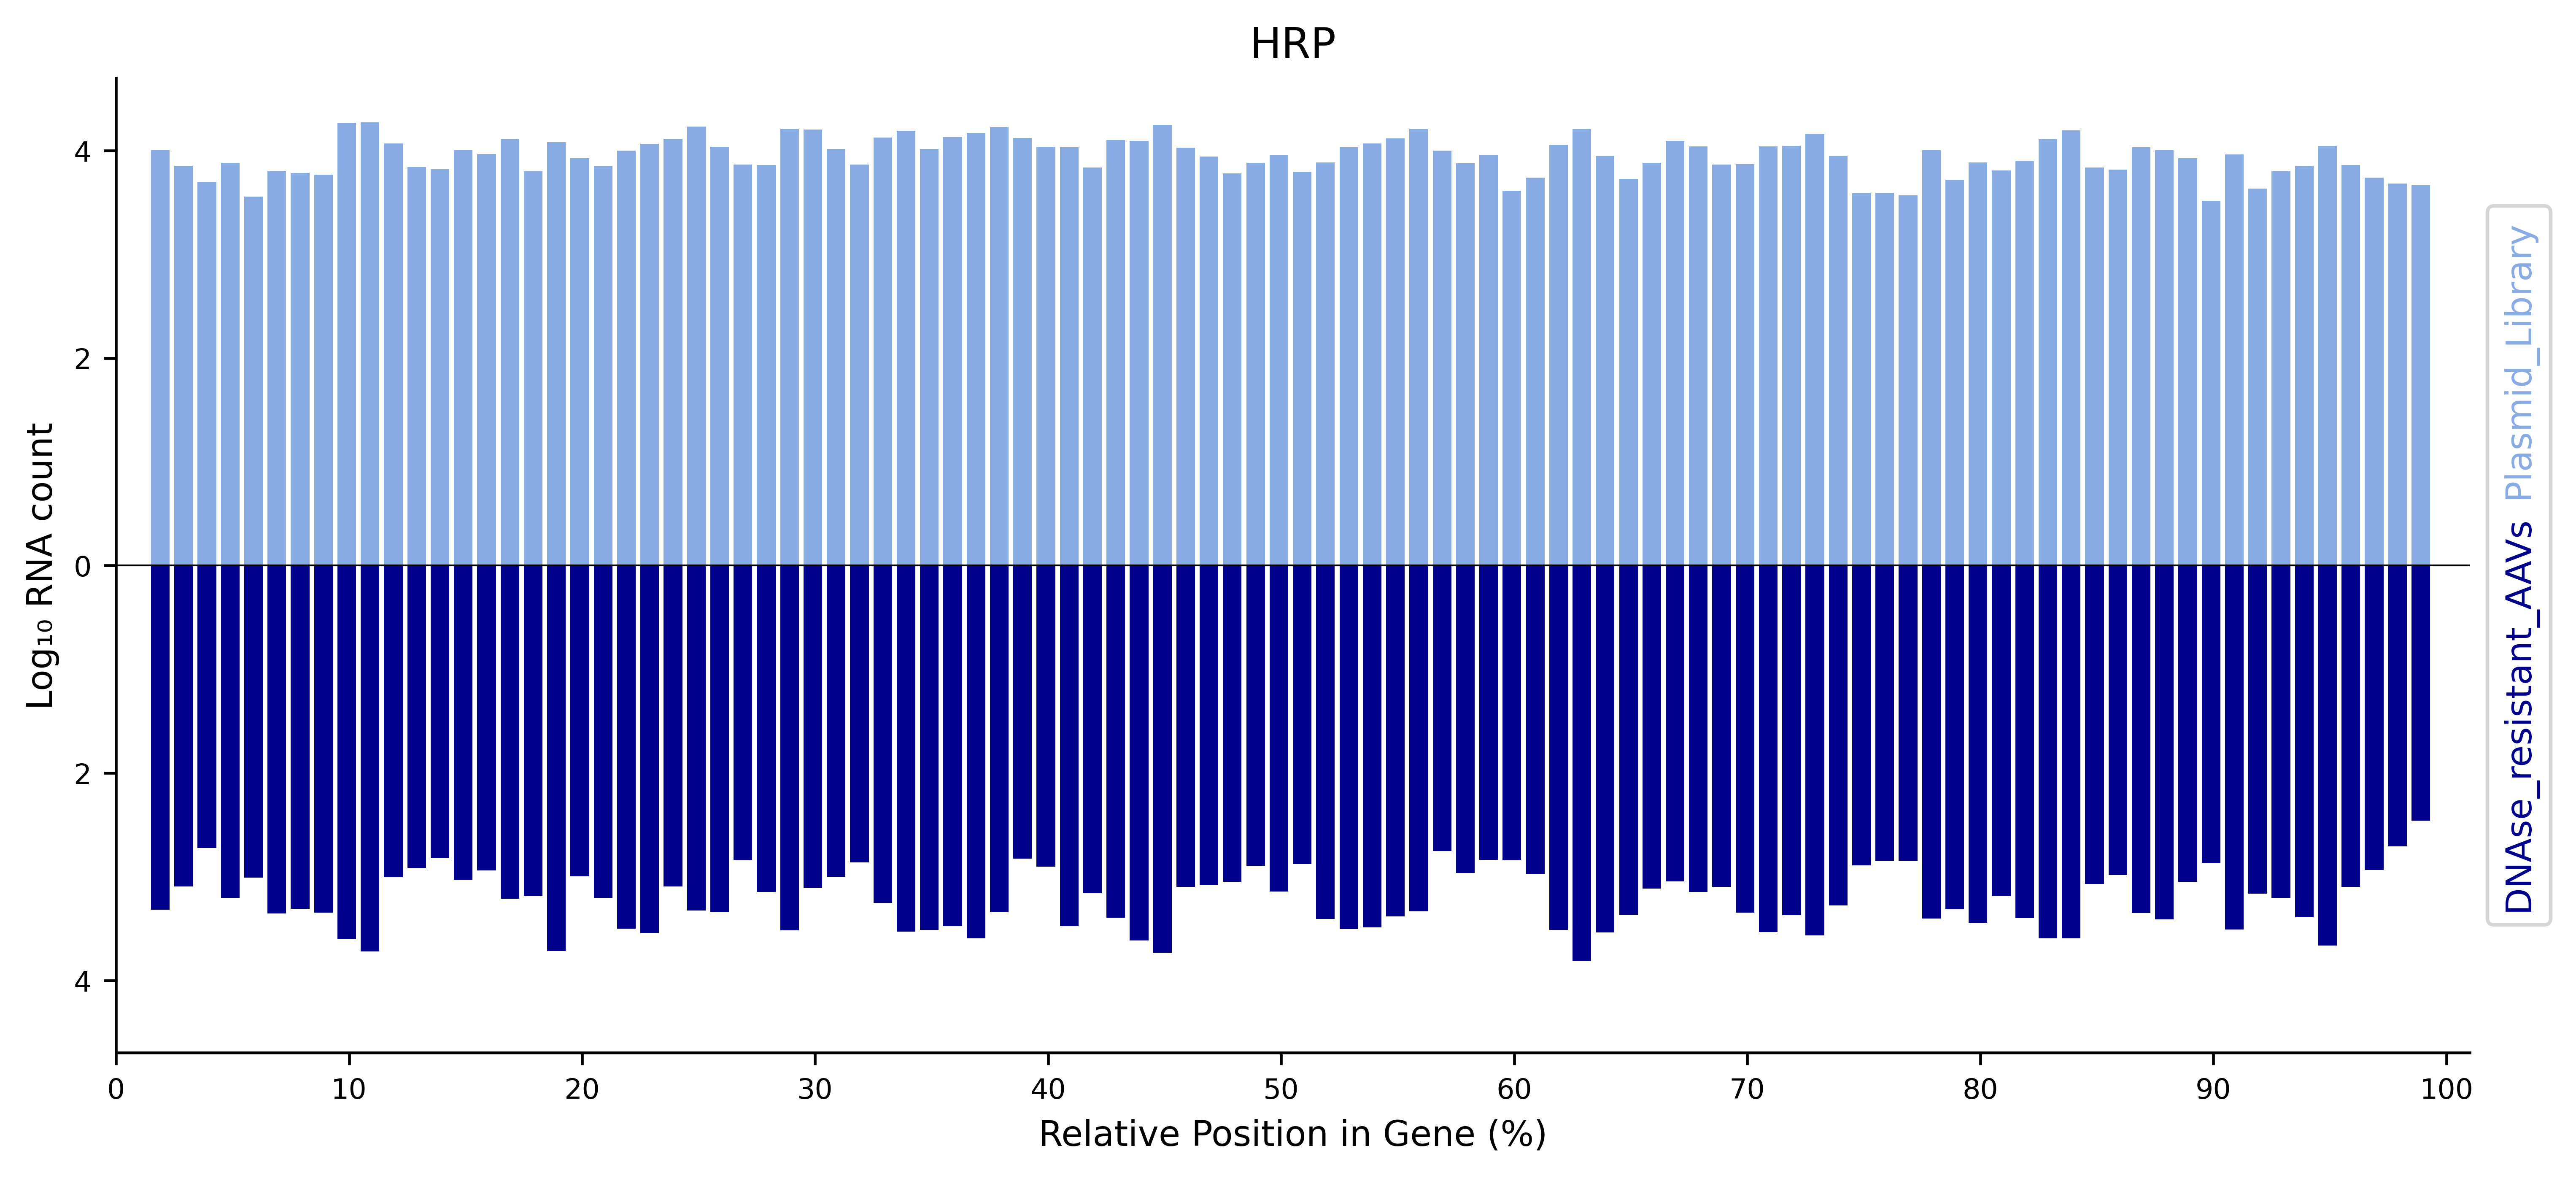 HRP
4
2
0
2
4
Log₁₀ RNA count
0 10 20 30 40 50 60 70 80 90 100
Relative Position in Gene (%)
DNAse_resistant_AAVs Plasmid_Library